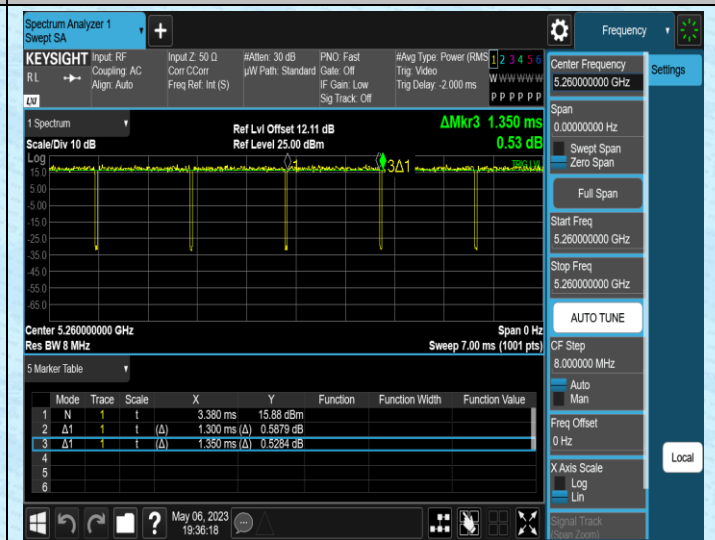 Spectrum Analyzer 1
Swept SA
Frequency
KEYSIGHT
Input: RF
Coupling: AC
Align: Auto
Input Z: 50 Ω
Corr CCorr
Freq Ref: Int (S)
#Atten: 30 dB
µW Path: Standard
PNO: Fast
Gate: Off
IF Gain: Low
Sig Track: Off
#Avg Type: Power (RMS
Trig: Video
Trig Delay: -2.000 ms
1 2 3 4 5 6
W W W W W W
P P P P P P
RL
LXI
1 Spectrum
Scale/Div 10 dB
Ref Lvl Offset 12.11 dB
Ref Level 25.00 dBm
ΔMkr3 1.350 ms
0.53 dB
Log
15.0
5.00
-5.00
-15.0
-25.0
-35.0
-45.0
-55.0
-65.0
1
3Δ1
TRIG LVL
Center 5.260000000 GHz
Res BW 8 MHz
Span 0 Hz
Sweep 7.00 ms (1001 pts)
5 Marker Table
Mode Trace Scale X Y Function Function Width Function Value
1 N 1 t 3.380 ms 15.88 dBm
2 Δ1 1 t (Δ) 1.300 ms (Δ) 0.5879 dB
3 Δ1 1 t (Δ) 1.350 ms (Δ) 0.5284 dB
4
5
6
May 06, 2023
19:36:18
Center Frequency
5.260000000 GHz
Span
0.00000000 Hz
Swept Span
Zero Span
Full Span
Start Freq
5.260000000 GHz
Stop Freq
5.260000000 GHz
AUTO TUNE
CF Step
8.000000 MHz
Auto
Man
Freq Offset
0 Hz
X Axis Scale
Log
Lin
Signal Track
(Span Zoom)
Settings
Local